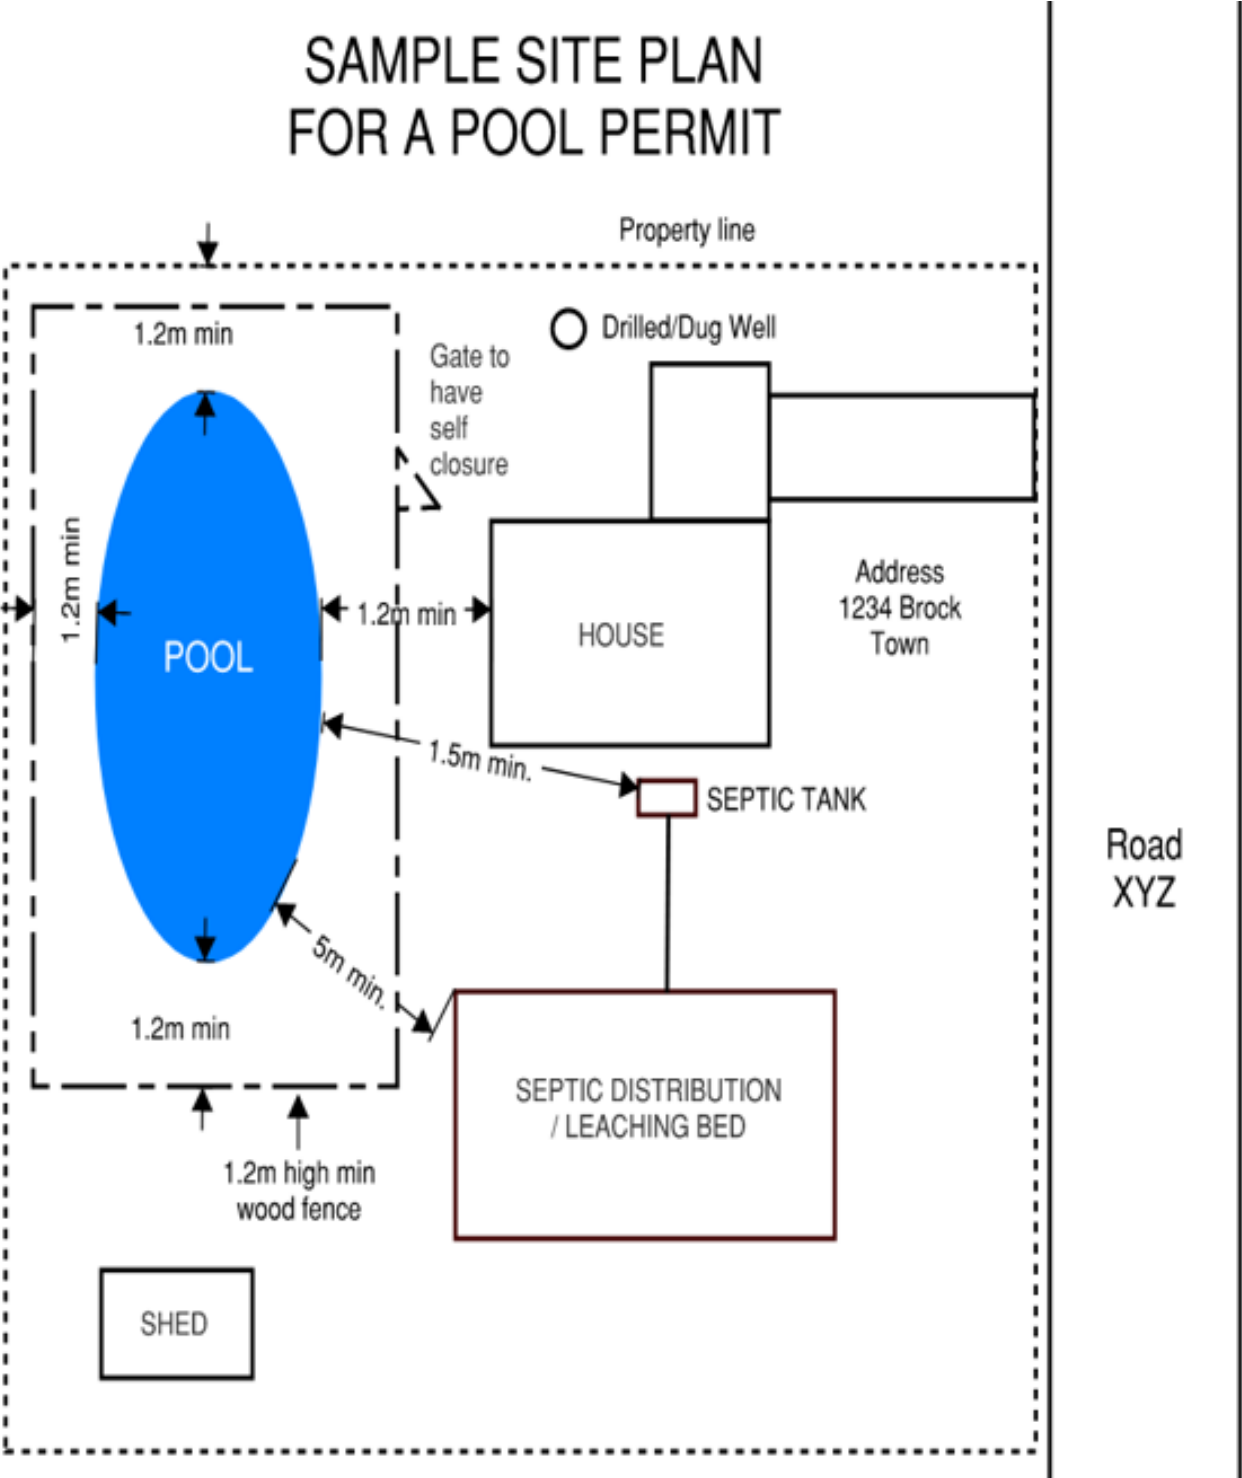 SAMPLE SITE PLAN
FOR A POOL PERMIT
Property line
1.2m min
Drilled/Dug Well
Gate to
have
self
closure
1.2m min
1.2m min
POOL
HOUSE
Address
1234 Brock
Town
1.5m min.
SEPTIC TANK
Road
XYZ
5m min.
1.2m min
SEPTIC DISTRIBUTION
/ LEACHING BED
1.2m high min
wood fence
SHED